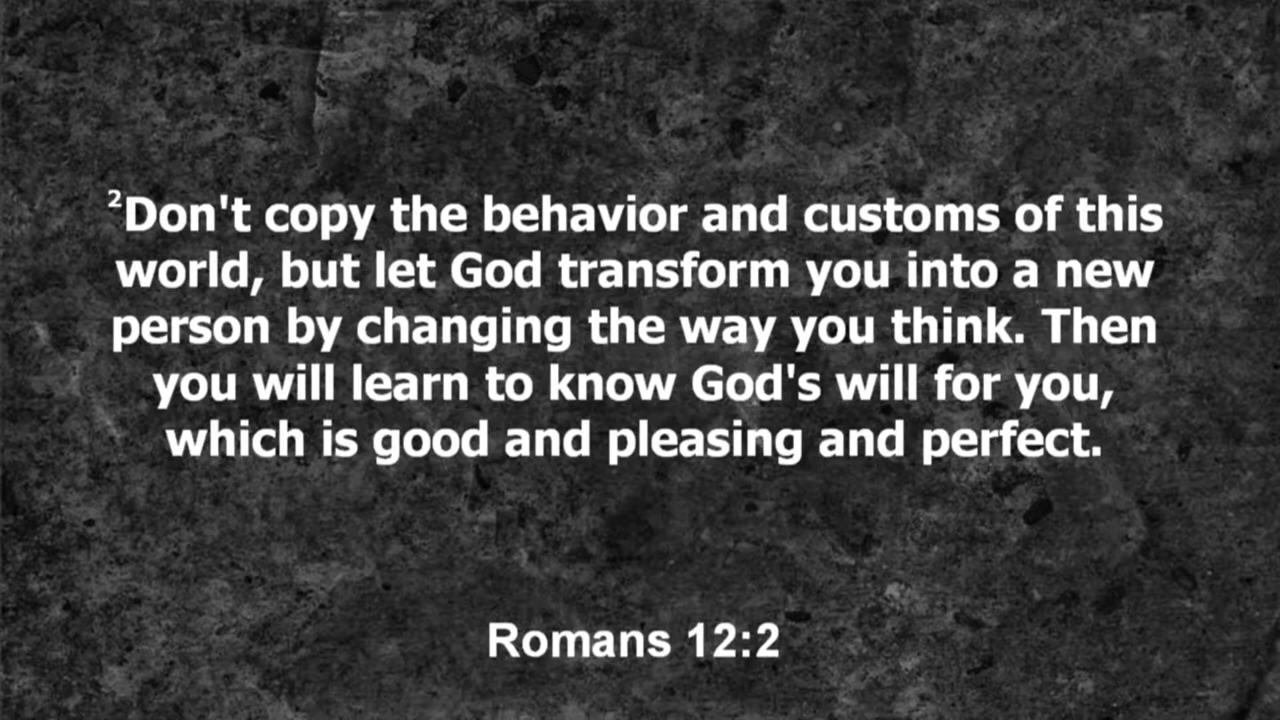 ²Don't copy the behavior and customs of this
world, but let God transform you into a new
person by changing the way you think. Then
you will learn to know God's will for you,
which is good and pleasing and perfect.
Romans 12:2